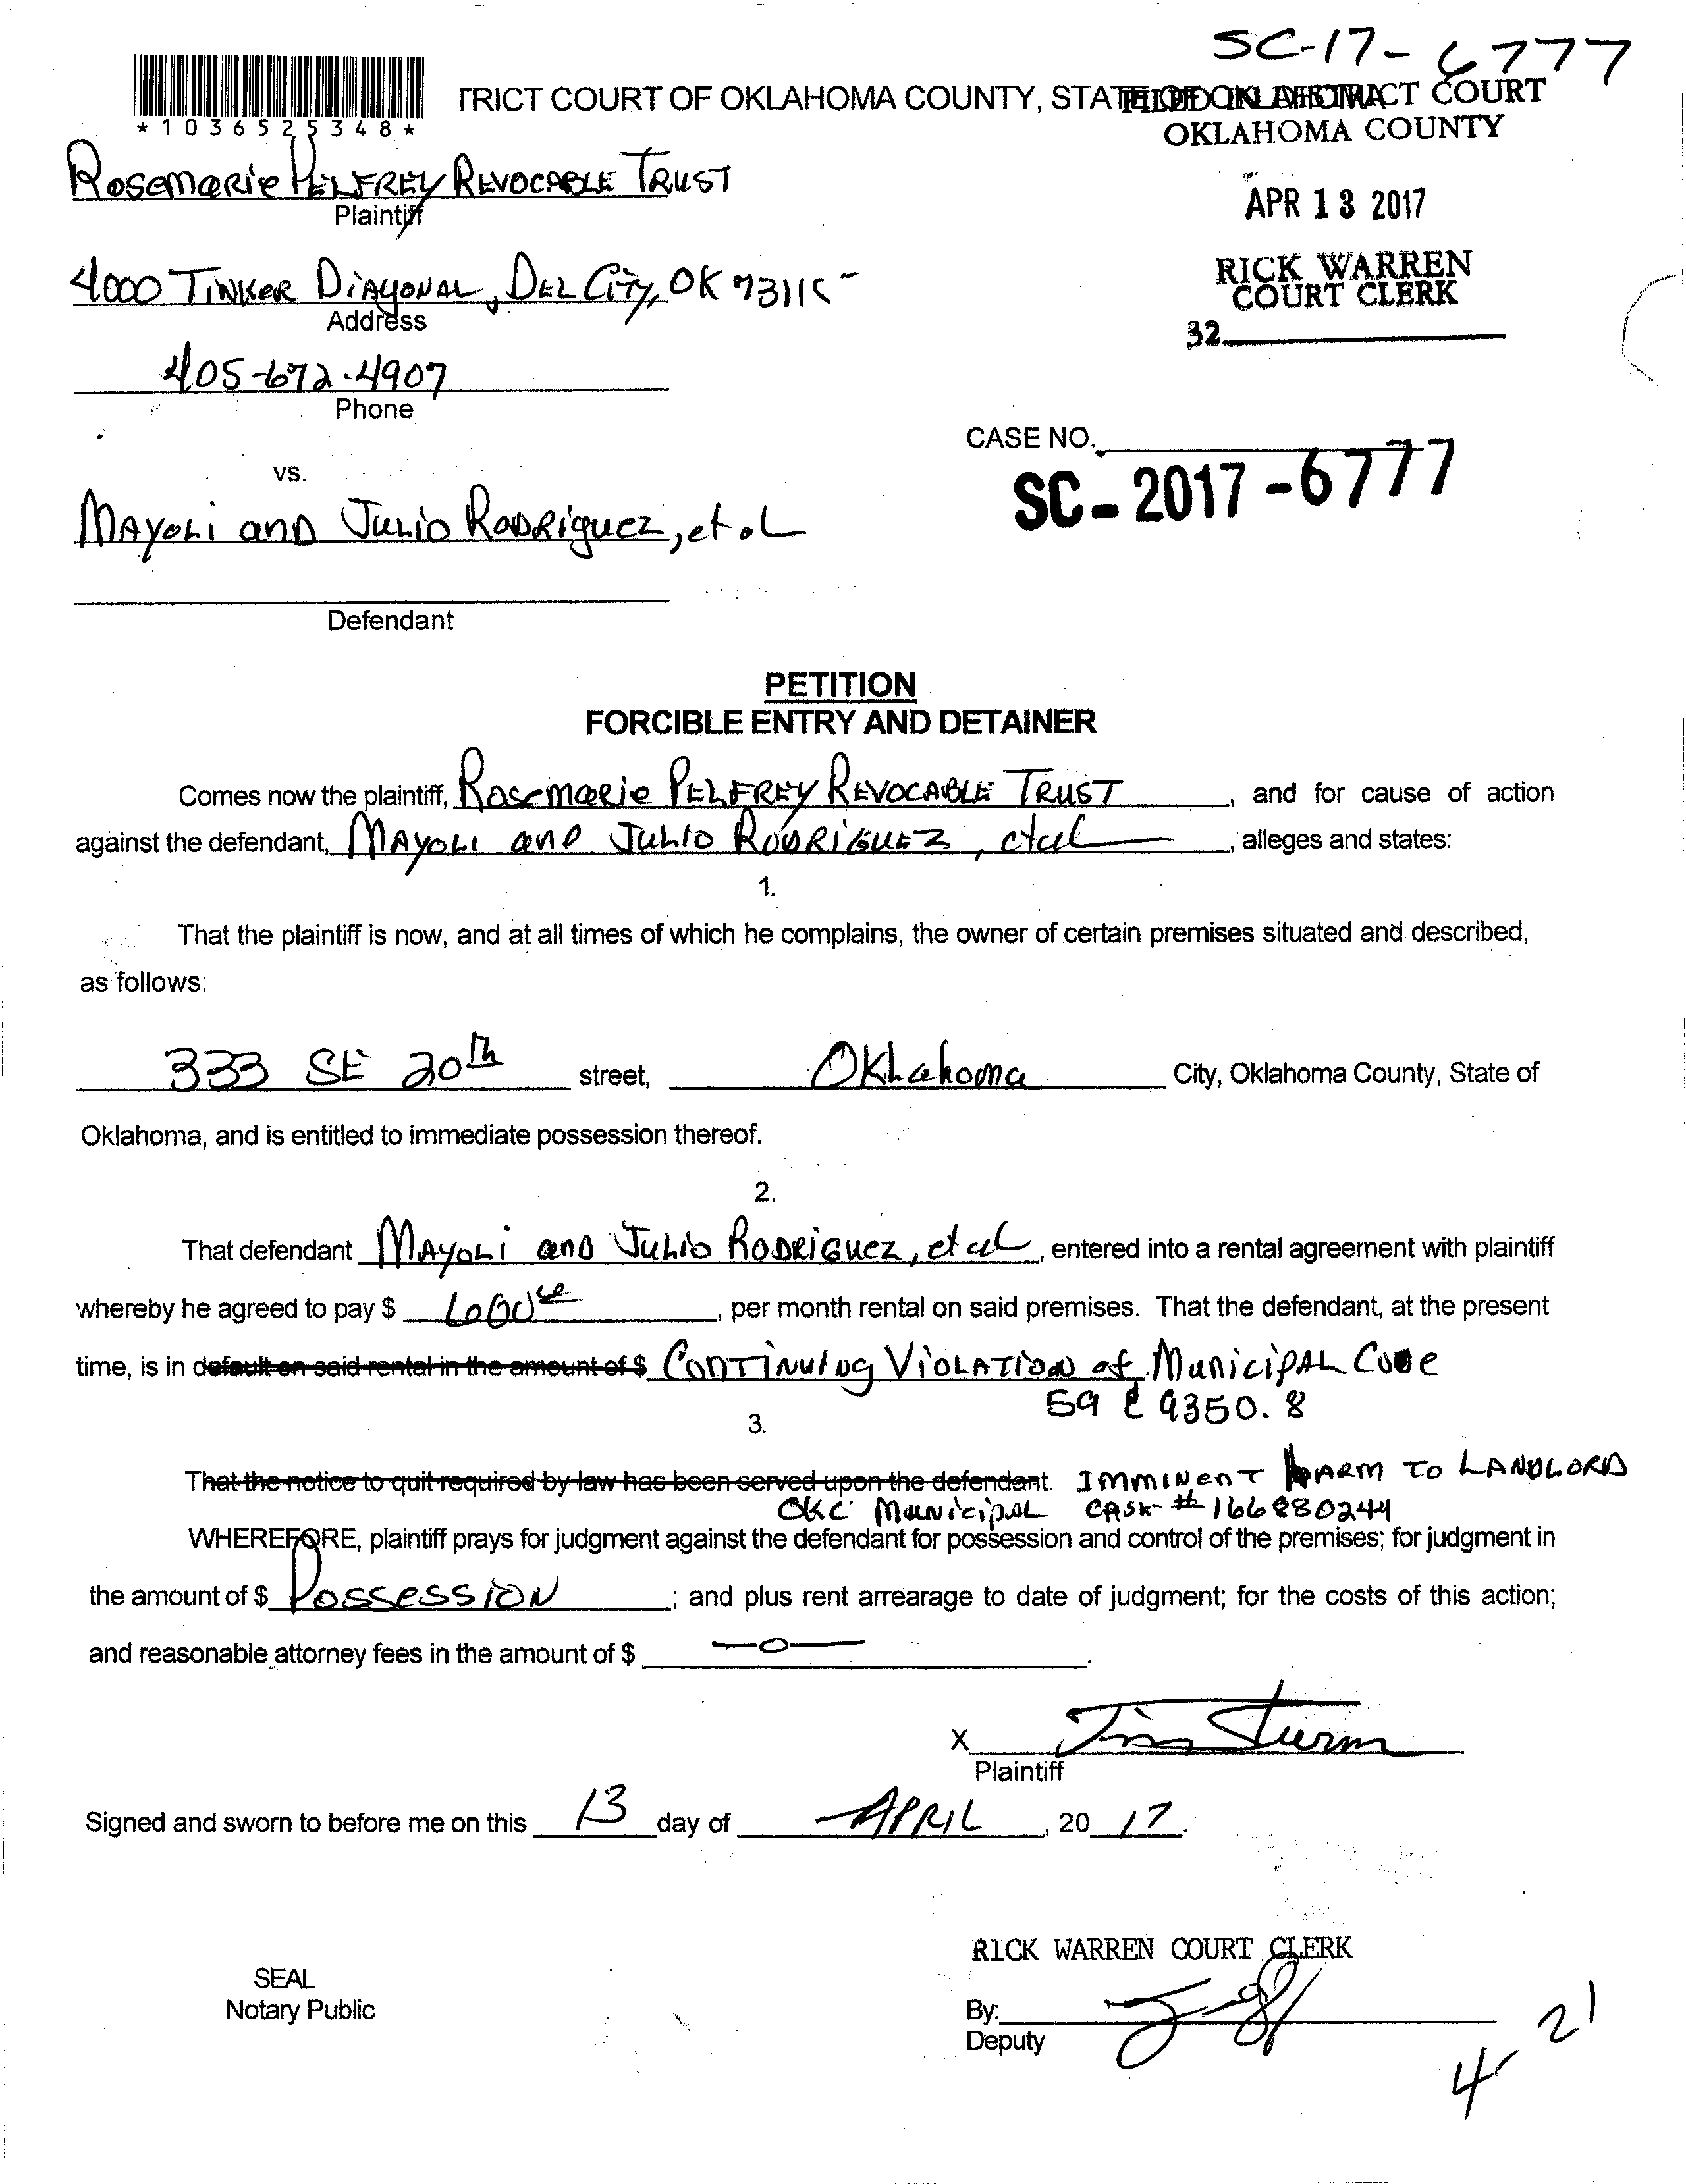 SC-17-6777
*1036525348*
TRICT COURT OF OKLAHOMA COUNTY, STATE OF OKLAHOMA
FILED IN DISTRICT COURT
OKLAHOMA COUNTY
Rosemarie Pelfrey Revocable Trust
Plaintiff
APR 13 2017
4000 Tinker Diagonal, Del City, OK 73115
Address
RICK WARREN
COURT CLERK
32
405-672-4907
Phone
CASE NO.
SC-2017-6777
vs.
Mayoli and Julio Rodriguez, et al
Defendant
PETITION
FORCIBLE ENTRY AND DETAINER
Comes now the plaintiff, Rosemarie Pelfrey Revocable Trust, and for cause of action
against the defendant, Mayoli and Julio Rodriguez, et al, alleges and states:
1.
That the plaintiff is now, and at all times of which he complains, the owner of certain premises situated and described,
as follows:
333 SE 20th street, Oklahoma City, Oklahoma County, State of
Oklahoma, and is entitled to immediate possession thereof.
2.
That defendant Mayoli and Julio Rodriguez, et al, entered into a rental agreement with plaintiff
whereby he agreed to pay $ , per month rental on said premises. That the defendant, at the present
time, is in default on said rental in the amount of $ Continuing Violation of Municipal Code
59 9350.8
3.
That the notice to quit required by law has been served upon the defendant. Imminent Harm to Landlord
OKC Municipal Case # 166880244
WHEREFORE, plaintiff prays for judgment against the defendant for possession and control of the premises; for judgment in
the amount of $ Possession; and plus rent arrearage to date of judgment; for the costs of this action;
and reasonable attorney fees in the amount of $ —0—.
X Tim Sturm
Plaintiff
Signed and sworn to before me on this 13 day of April, 20 17.
RICK WARREN COURT CLERK
SEAL
Notary Public
By:
Deputy
4 21